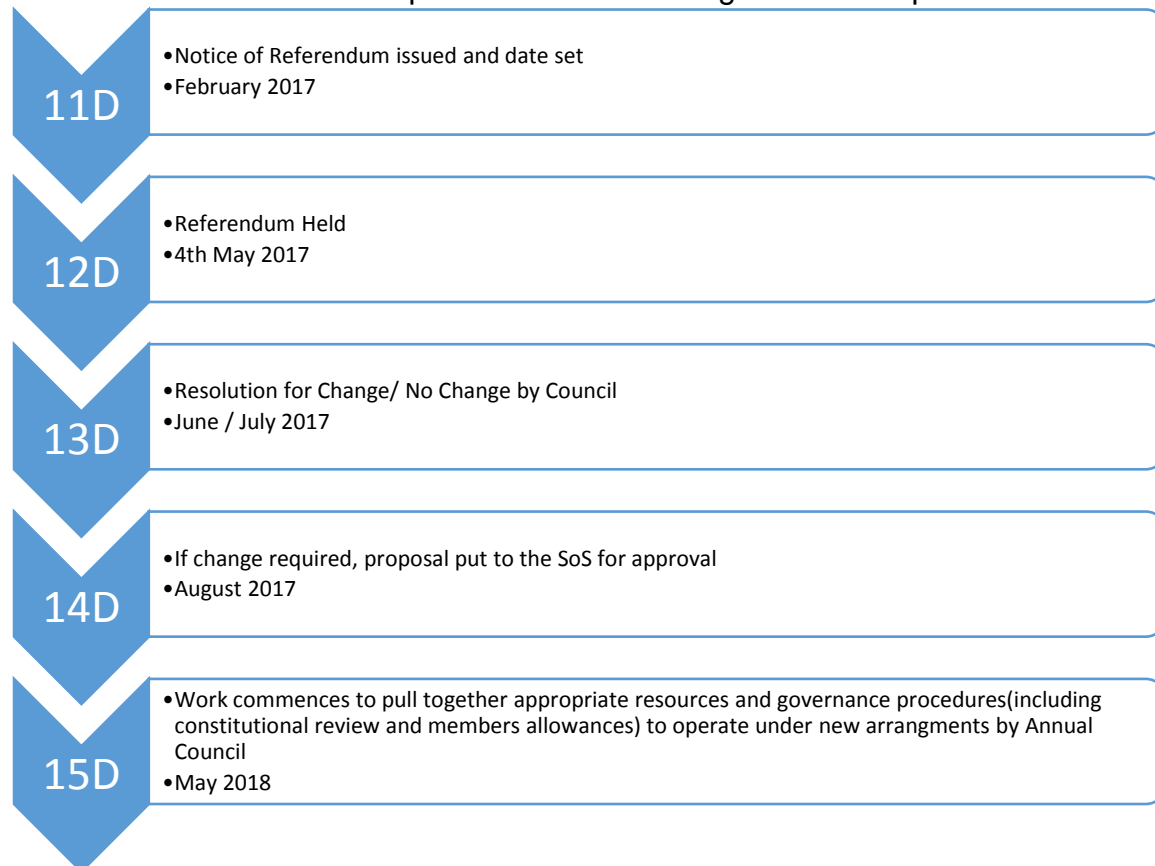 11D
•Notice of Referendum issued and date set
•February 2017
12D
•Referendum Held
•4th May 2017
13D
•Resolution for Change/ No Change by Council
•June / July 2017
14D
•If change required, proposal put to the SoS for approval
•August 2017
15D
•Work commences to pull together appropriate resources and governance procedures(including
constitutional review and members allowances) to operate under new arrangments by Annual
Council
•May 2018